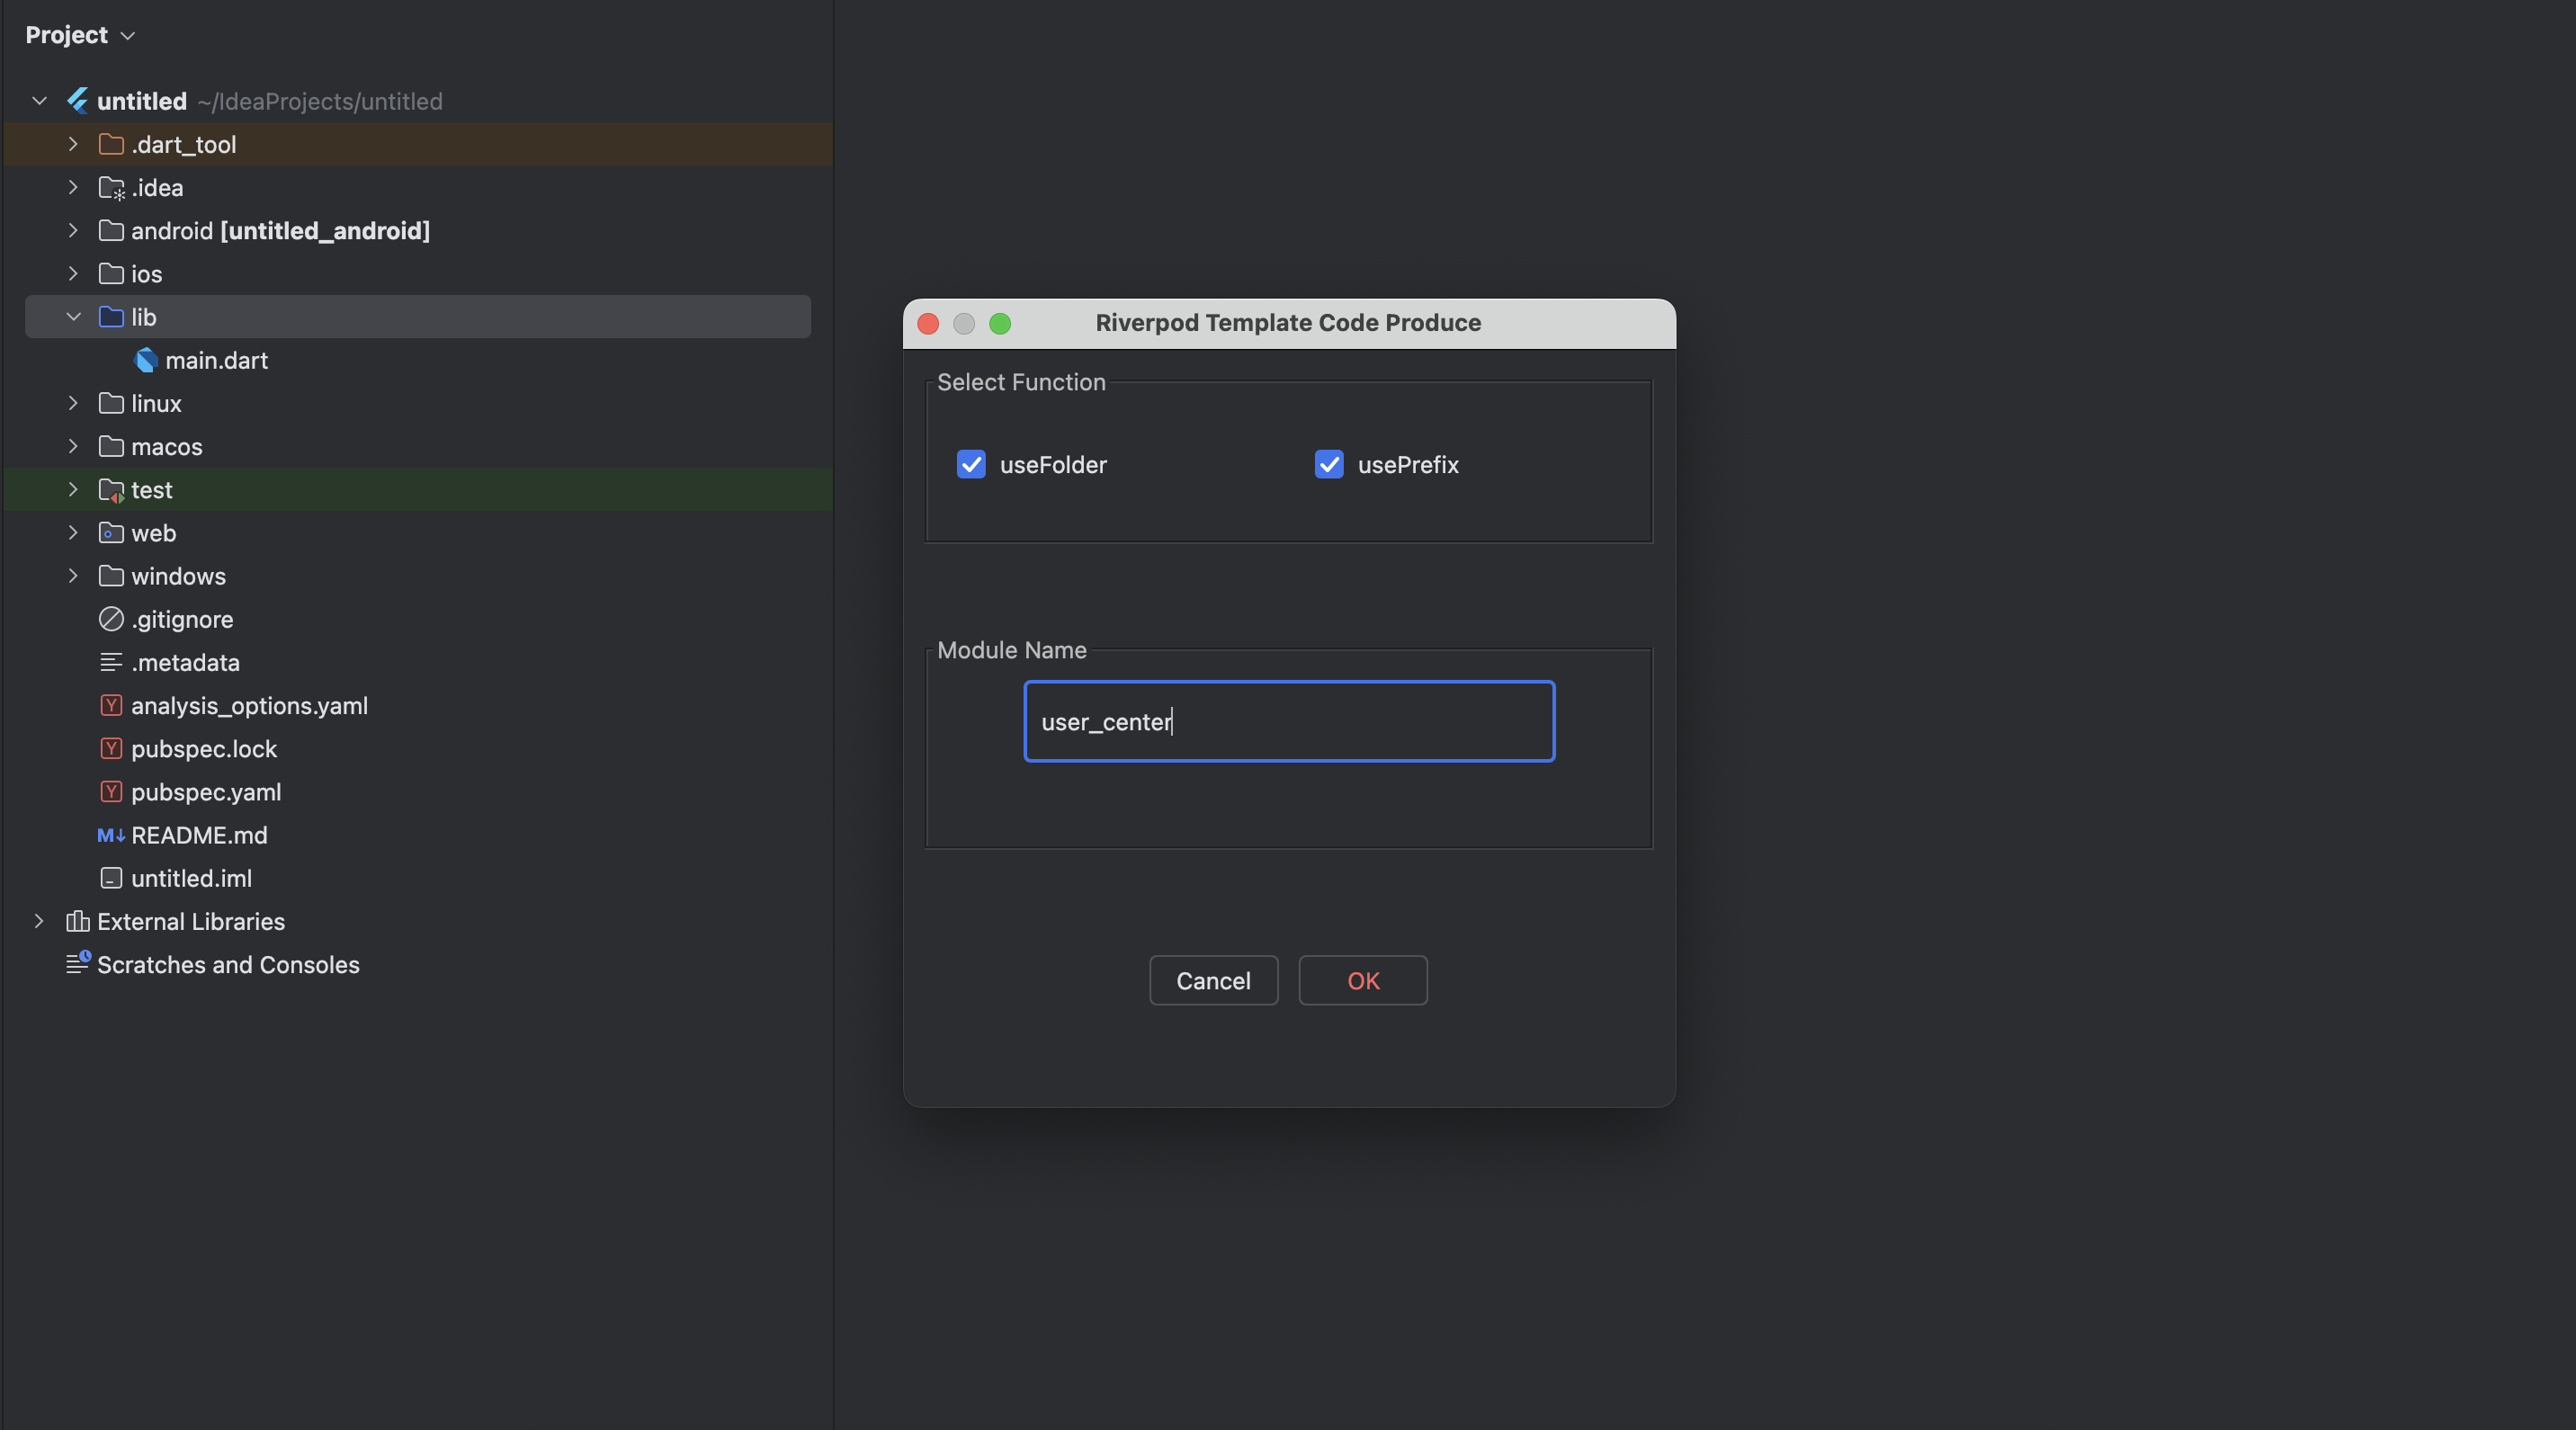 Project
untitled ~/IdeaProjects/untitled
.dart_tool
.idea
android [untitled_android]
ios
lib
main.dart
linux
macos
test
web
windows
.gitignore
.metadata
Y analysis_options.yaml
Y pubspec.lock
Y pubspec.yaml
M↓ README.md
untitled.iml
External Libraries
Scratches and Consoles
Riverpod Template Code Produce
Select Function
useFolder usePrefix
Module Name
user_center
Cancel OK